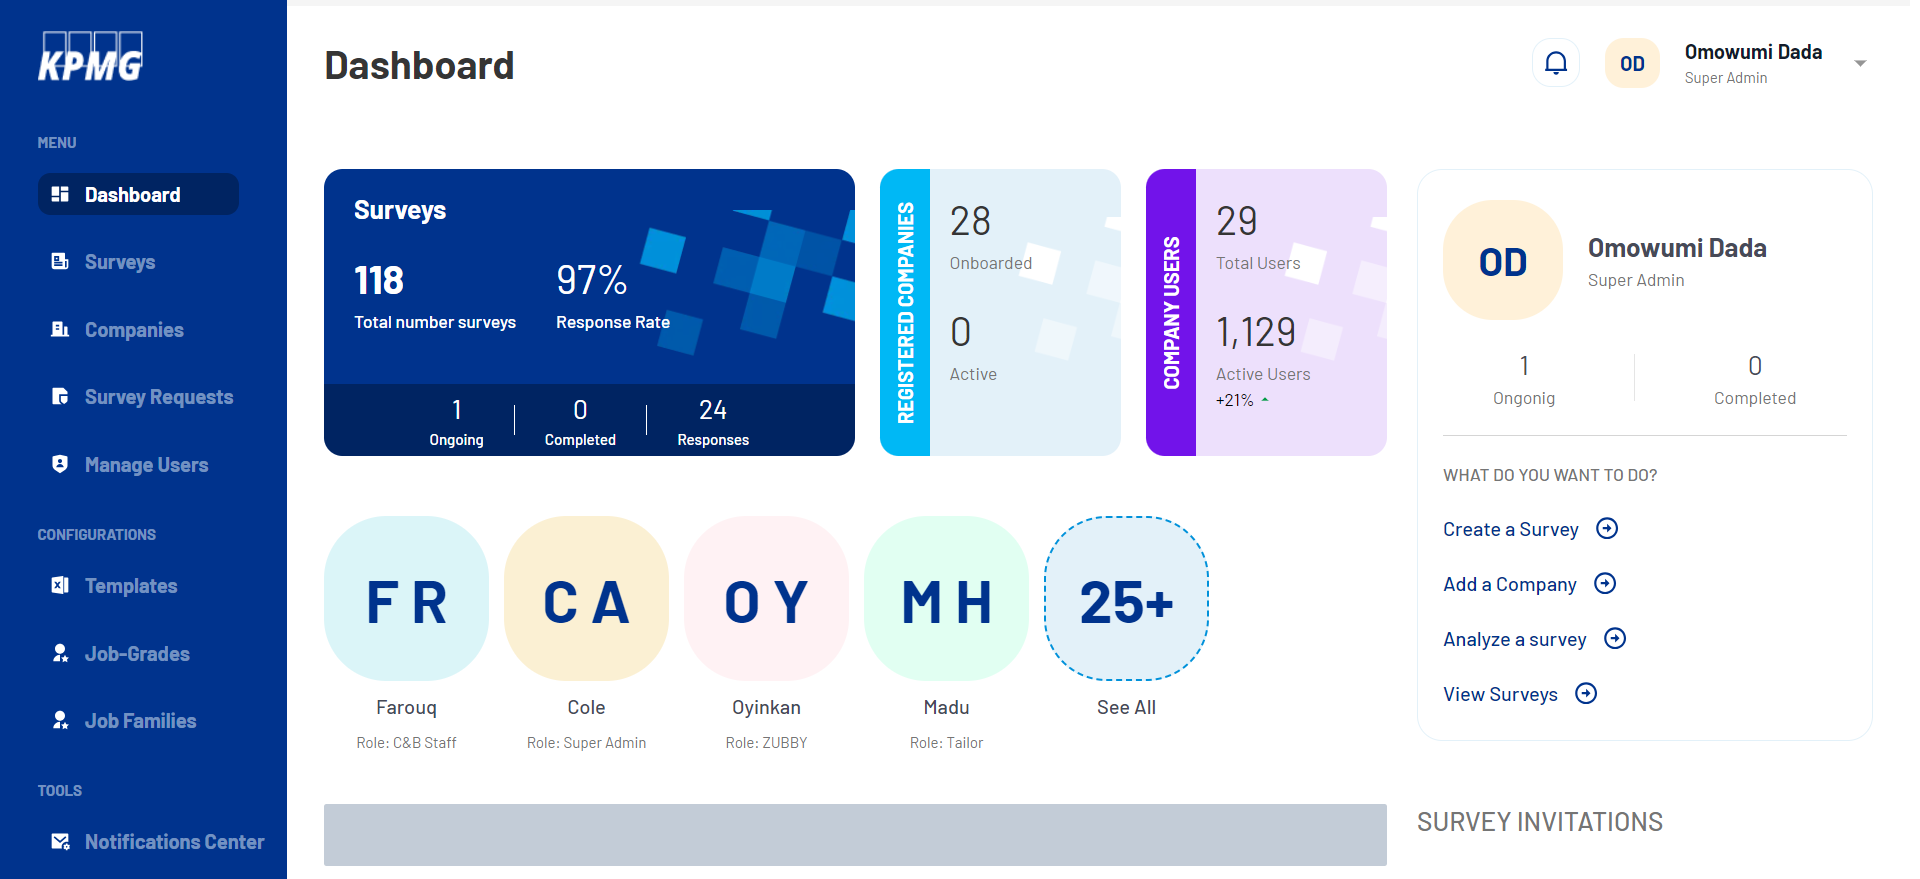 KPMG
MENU
Dashboard
Surveys
Companies
Survey Requests
Manage Users
CONFIGURATIONS
Templates
Job-Grades
Job Families
TOOLS
Notifications Center
Dashboard
OD
Omowumi Dada
Super Admin
Surveys
118
Total number surveys
97%
Response Rate
1
Ongoing
0
Completed
24
Responses
REGISTERED COMPANIES
28
Onboarded
0
Active
COMPANY USERS
29
Total Users
1,129
Active Users
+21%
OD
Omowumi Dada
Super Admin
1
Ongonig
0
Completed
WHAT DO YOU WANT TO DO?
Create a Survey
Add a Company
Analyze a survey
View Surveys
F R
Farouq
Role: C&B Staff
C A
Cole
Role: Super Admin
O Y
Oyinkan
Role: ZUBBY
M H
Madu
Role: Tailor
25+
See All
SURVEY INVITATIONS